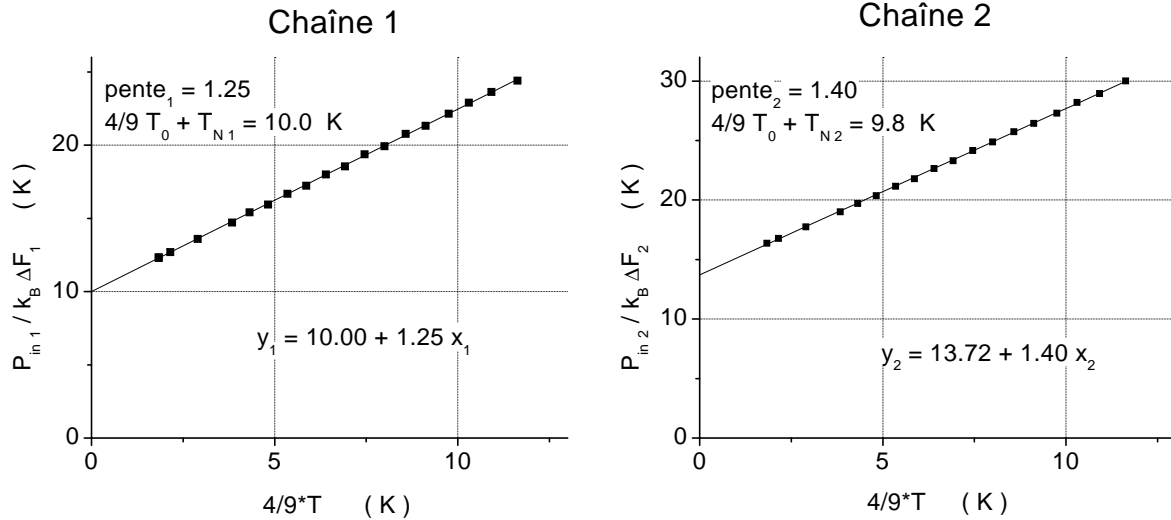 Chaîne 1
pente1 = 1.25
4/9 T0 + TN 1 = 10.0 K
20
10
0
y1 = 10.00 + 1.25 x1
0 5 10
4/9*T ( K )
Pin 1 / kB ΔF1 ( K )
Chaîne 2
30
pente2 = 1.40
4/9 T0 + TN 2 = 9.8 K
20
10
0
y2 = 13.72 + 1.40 x2
0 5 10
4/9*T ( K )
Pin 2 / kB ΔF2 ( K )